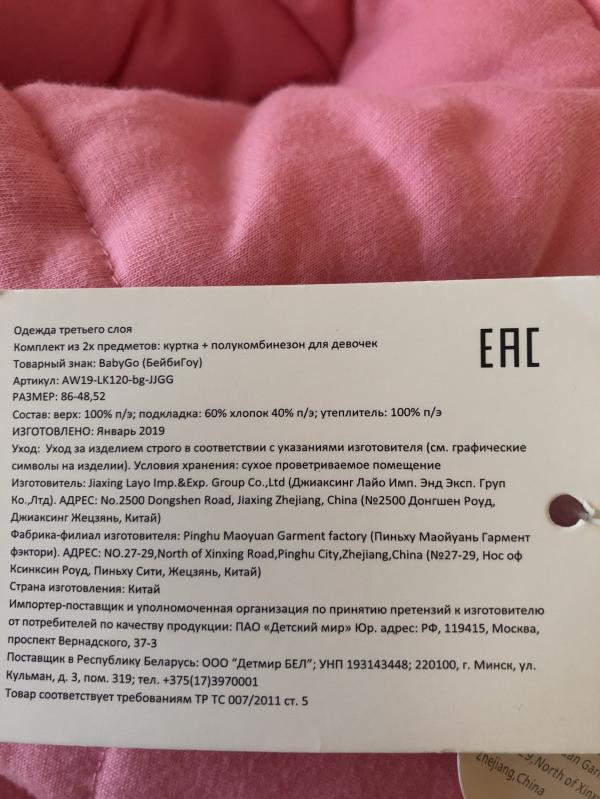 Одежда третьего слоя
Комплект из 2х предметов: куртка + полукомбинезон для девочек
Товарный знак: BabyGo (БейбиГоу)
Артикул: AW19-LK120-bg-JJGG
РАЗМЕР: 86-48,52
Состав: верх: 100% п/э; подкладка: 60% хлопок 40% п/э; утеплитель: 100% п/э
ИЗГОТОВЛЕНО: Январь 2019
Уход: Уход за изделием строго в соответствии с указаниями изготовителя (см. графические
символы на изделии). Условия хранения: сухое проветриваемое помещение
Изготовитель: Jiaxing Layo Imp.&Exp. Group Co.,Ltd (Джиаксинг Лайо Имп. Энд Эксп. Груп
Ко.,Лтд). АДРЕС: No.2500 Dongshen Road, Jiaxing Zhejiang, China (№2500 Донгшен Роуд,
Джиаксинг Жецзянь, Китай)
Фабрика-филиал изготовителя: Pinghu Maoyuan Garment factory (Пиньху Маойуань Гармент
фэктори). АДРЕС: NO.27-29,North of Xinxing Road,Pinghu City,Zhejiang,China (№27-29, Нос оф
Ксинксин Роуд, Пиньху Сити, Жецзянь, Китай)
Страна изготовления: Китай
Импортер-поставщик и уполномоченная организация по принятию претензий к изготовителю
от потребителей по качеству продукции: ПАО «Детский мир» Юр. адрес: РФ, 119415, Москва,
проспект Вернадского, 37-3
Поставщик в Республику Беларусь: ООО "Детмир БЕЛ"; УНП 193143448; 220100, г. Минск, ул.
Кульман, д. 3, пом. 319; тел. +375(17)3970001
Товар соответствует требованиям ТР ТС 007/2011 ст. 5
EAC
North of Xinx
Zhejiang,China